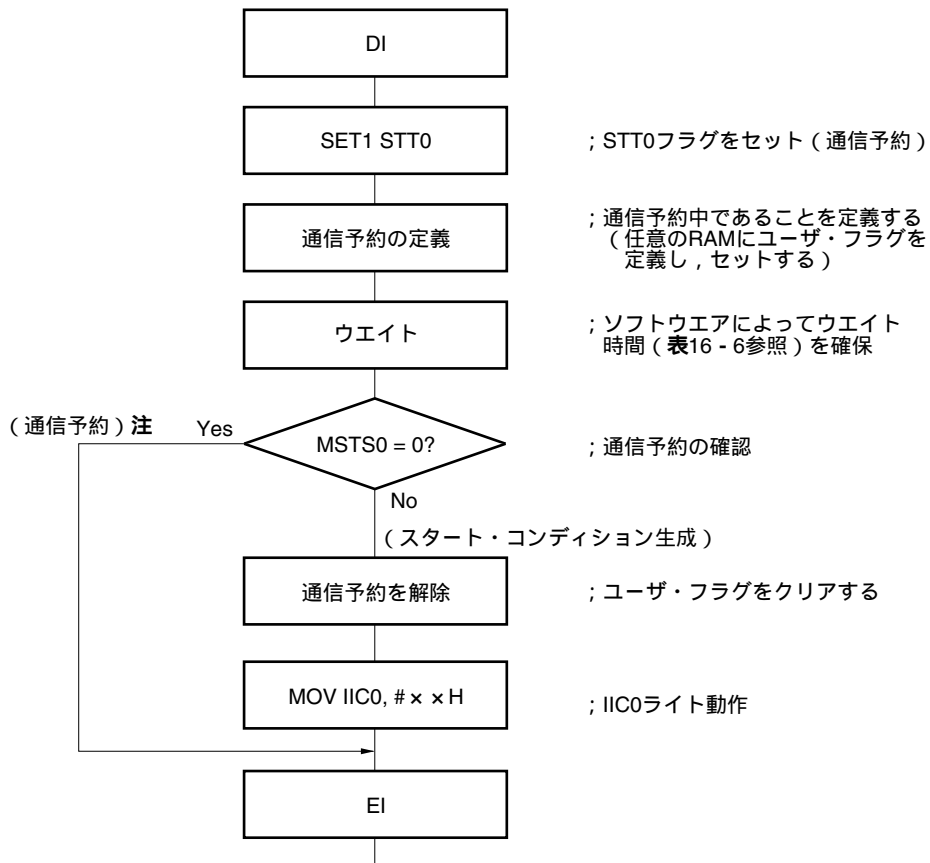 DI
SET1 STT0
；STT0フラグをセット（通信予約）
通信予約の定義
；通信予約中であることを定義する
（任意のRAMにユーザ・フラグを
定義し，セットする）
ウエイト
；ソフトウエアによってウエイト
時間（表16 - 6参照）を確保
（通信予約）注
Yes
MSTS0 = 0?
；通信予約の確認
No
（スタート・コンディション生成）
通信予約を解除
；ユーザ・フラグをクリアする
MOV IIC0, #××H
；IIC0ライト動作
EI